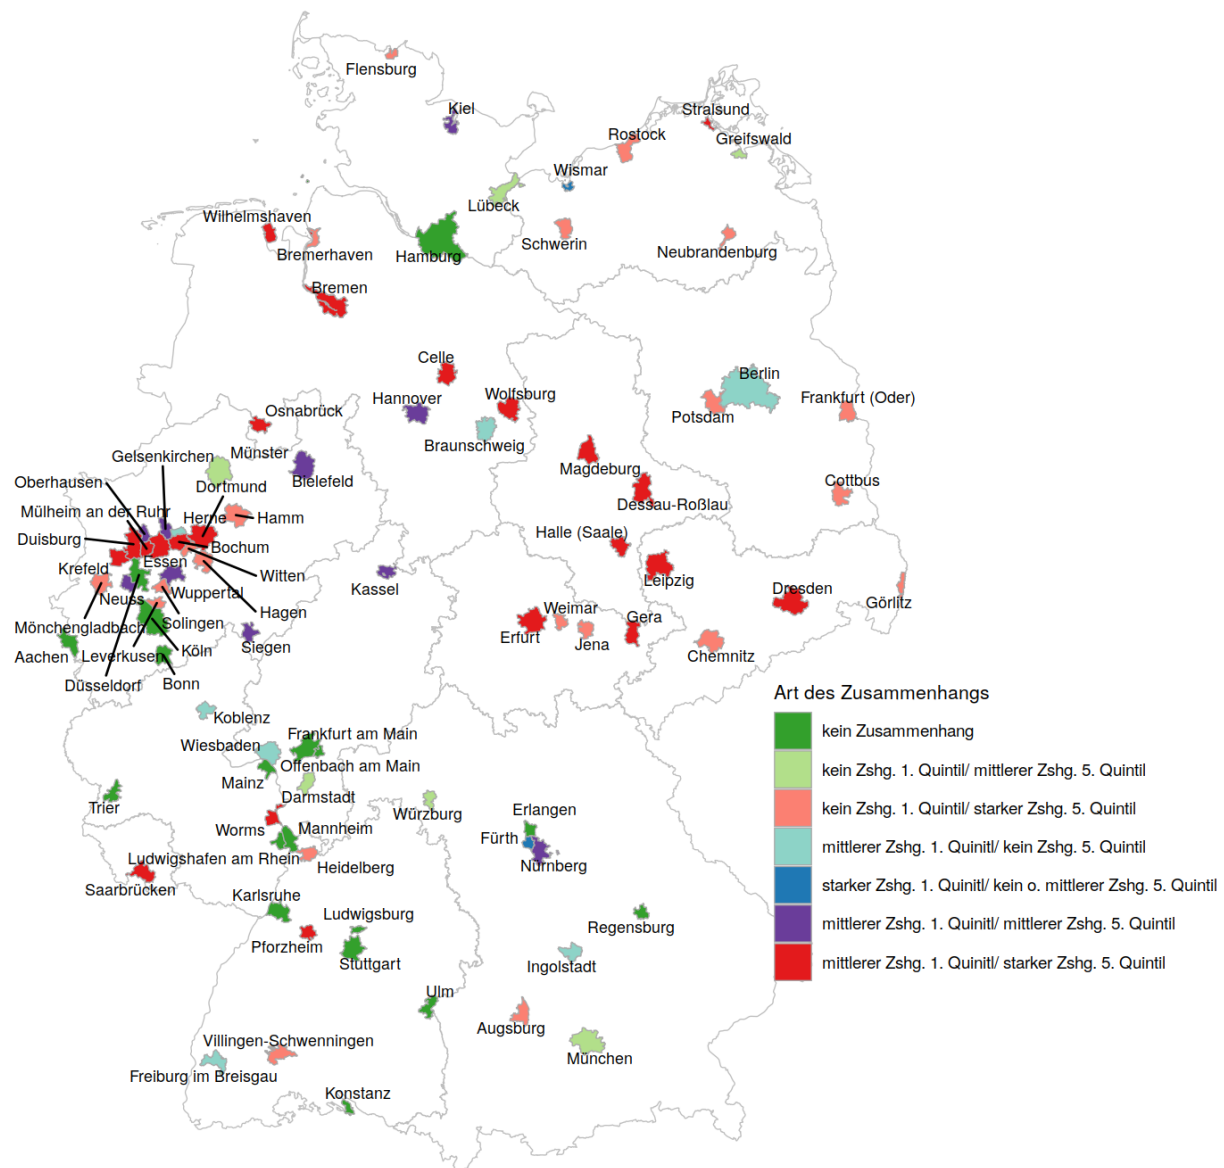 Flensburg
Kiel
Stralsund
Rostock
Greifswald
Wismar
Lübeck
Wilhelmshaven
Schwerin
Bremerhaven
Hamburg
Neubrandenburg
Bremen
Celle
Berlin
Hannover
Wolfsburg
Frankfurt (Oder)
Potsdam
Osnabrück
Braunschweig
Münster
Gelsenkirchen
Magdeburg
Bielefeld
Oberhausen
Dortmund
Cottbus
Dessau-Roßlau
Mülheim an der Ruhr
Herne
Hamm
Halle (Saale)
Duisburg
Bochum
Essen
Krefeld
Witten
Leipzig
Kassel
Dresden
Wuppertal
Neuss
Görlitz
Weimar
Hagen
Gera
Mönchengladbach
Solingen
Erfurt
Jena
Siegen
Köln
Aachen
Leverkusen
Chemnitz
Düsseldorf
Bonn
Koblenz
Frankfurt am Main
Wiesbaden
Offenbach am Main
Mainz
Darmstadt
Trier
Würzburg
Erlangen
Worms
Mannheim
Fürth
Ludwigshafen am Rhein
Heidelberg
Nürnberg
Saarbrücken
Karlsruhe
Ludwigsburg
Regensburg
Pforzheim
Stuttgart
Ingolstadt
Ulm
Augsburg
Villingen-Schwenningen
München
Freiburg im Breisgau
Konstanz
Art des Zusammenhangs
kein Zusammenhang
kein Zshg. 1. Quintil/ mittlerer Zshg. 5. Quintil
kein Zshg. 1. Quintil/ starker Zshg. 5. Quintil
mittlerer Zshg. 1. Quinitl/ kein Zshg. 5. Quintil
starker Zshg. 1. Quinitl/ kein o. mittlerer Zshg. 5. Quintil
mittlerer Zshg. 1. Quinitl/ mittlerer Zshg. 5. Quintil
mittlerer Zshg. 1. Quinitl/ starker Zshg. 5. Quintil